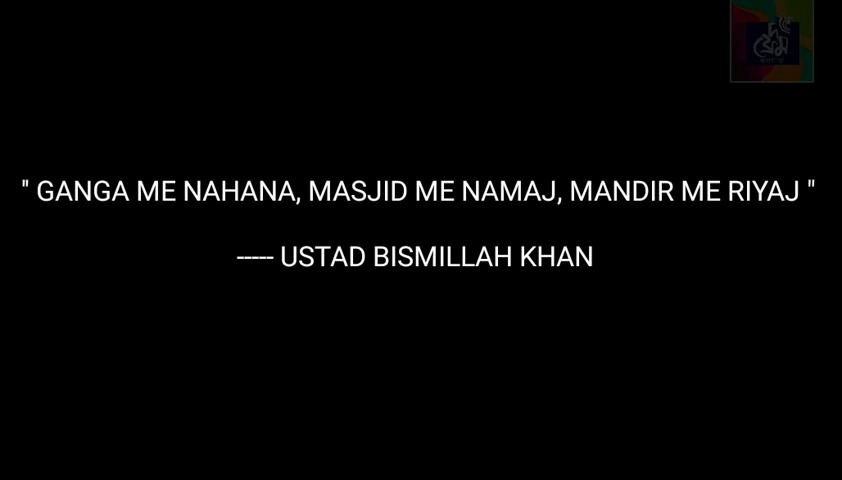 " GANGA ME NAHANA, MASJID ME NAMAJ, MANDIR ME RIYAJ "
----- USTAD BISMILLAH KHAN